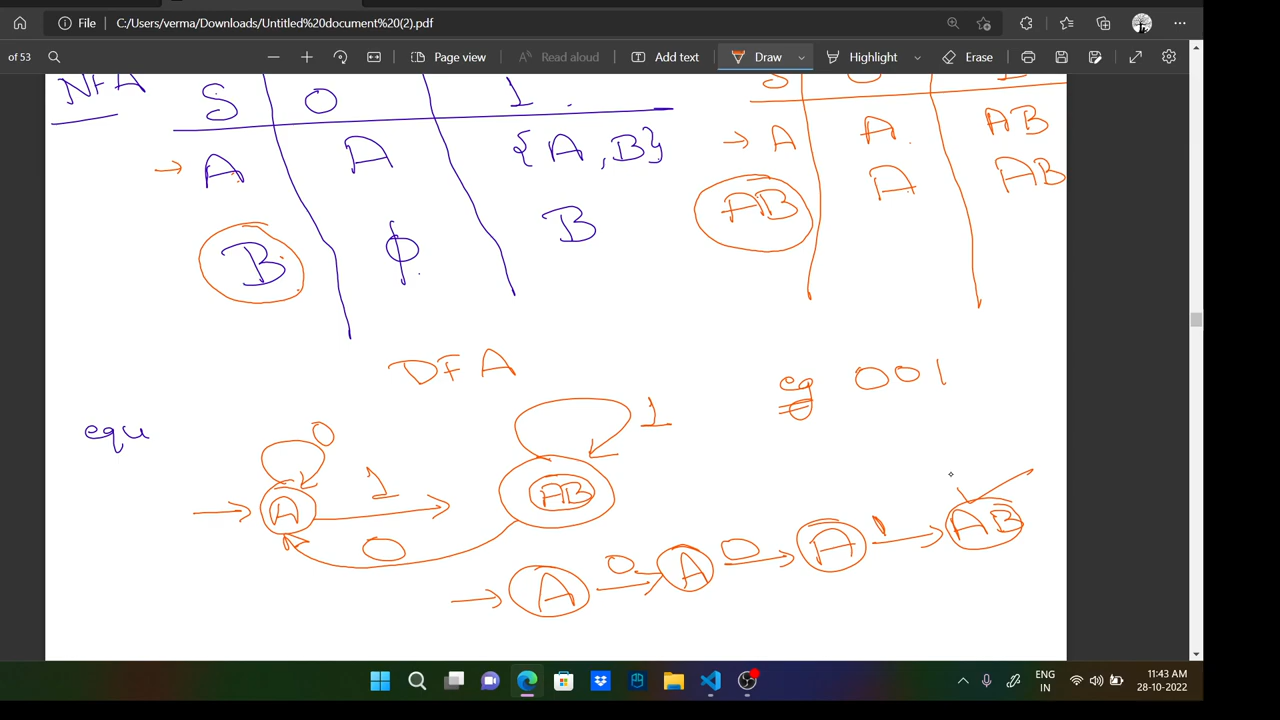 File C:/Users/verma/Downloads/Untitled%20document%20(2).pdf
of 53 Page view Read aloud Add text Draw Highlight Erase
NFA S 0 1 S 0 1
→ A A {A, B} → A A AB
B ϕ B AB A AB
DFA eg 001
equ
0 1
→ A 1 → AB
0
→ A 0 → A 0 → A 1 → AB ✓
ENG
IN
11:43 AM
28-10-2022